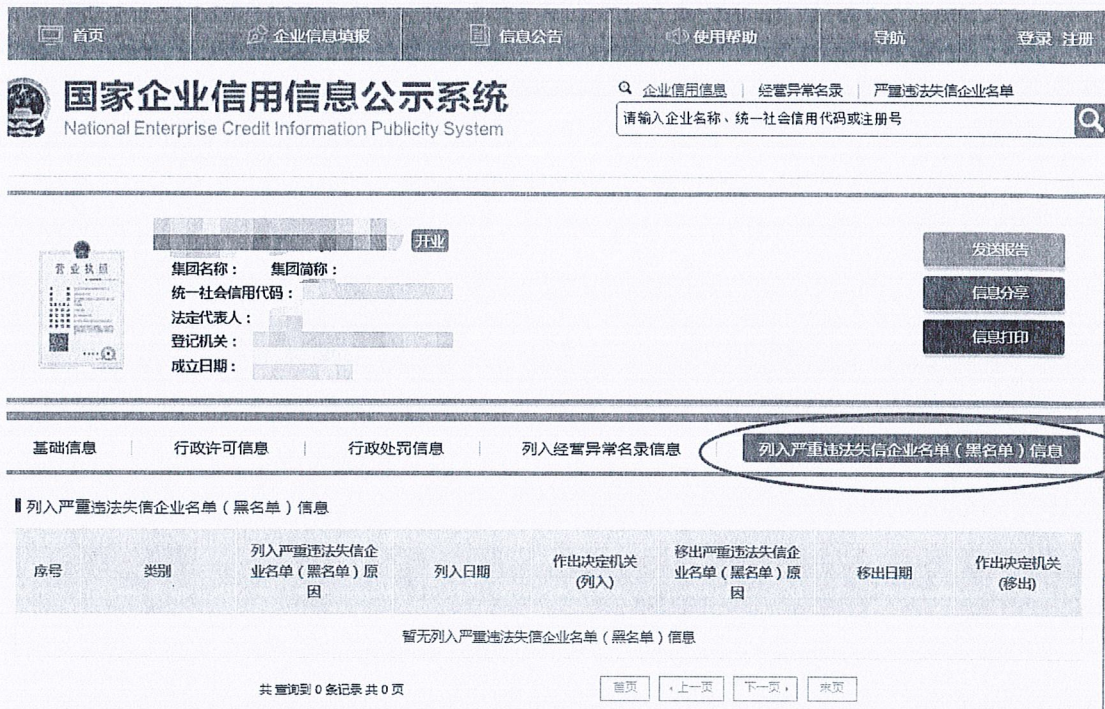 首页 企业信息填报 信息公告 使用帮助 导航 登录 注册
国家企业信用信息公示系统
National Enterprise Credit Information Publicity System
企业信用信息 | 经营异常名录 | 严重违法失信企业名单
请输入企业名称、统一社会信用代码或注册号
开业
营业执照
集团名称： 集团简称：
统一社会信用代码：
法定代表人：
登记机关：
成立日期：
发送报告
信息分享
信息打印
基础信息 | 行政许可信息 | 行政处罚信息 | 列入经营异常名录信息 列入严重违法失信企业名单（黑名单）信息
列入严重违法失信企业名单（黑名单）信息
序号
类别
列入严重违法失信企
业名单（黑名单）原
因
列入日期
作出决定机关
(列入)
移出严重违法失信企
业名单（黑名单）原
因
移出日期
作出决定机关
(移出)
暂无列入严重违法失信企业名单（黑名单）信息
共查询到 0 条记录 共 0 页
首页 上一页 下一页 末页